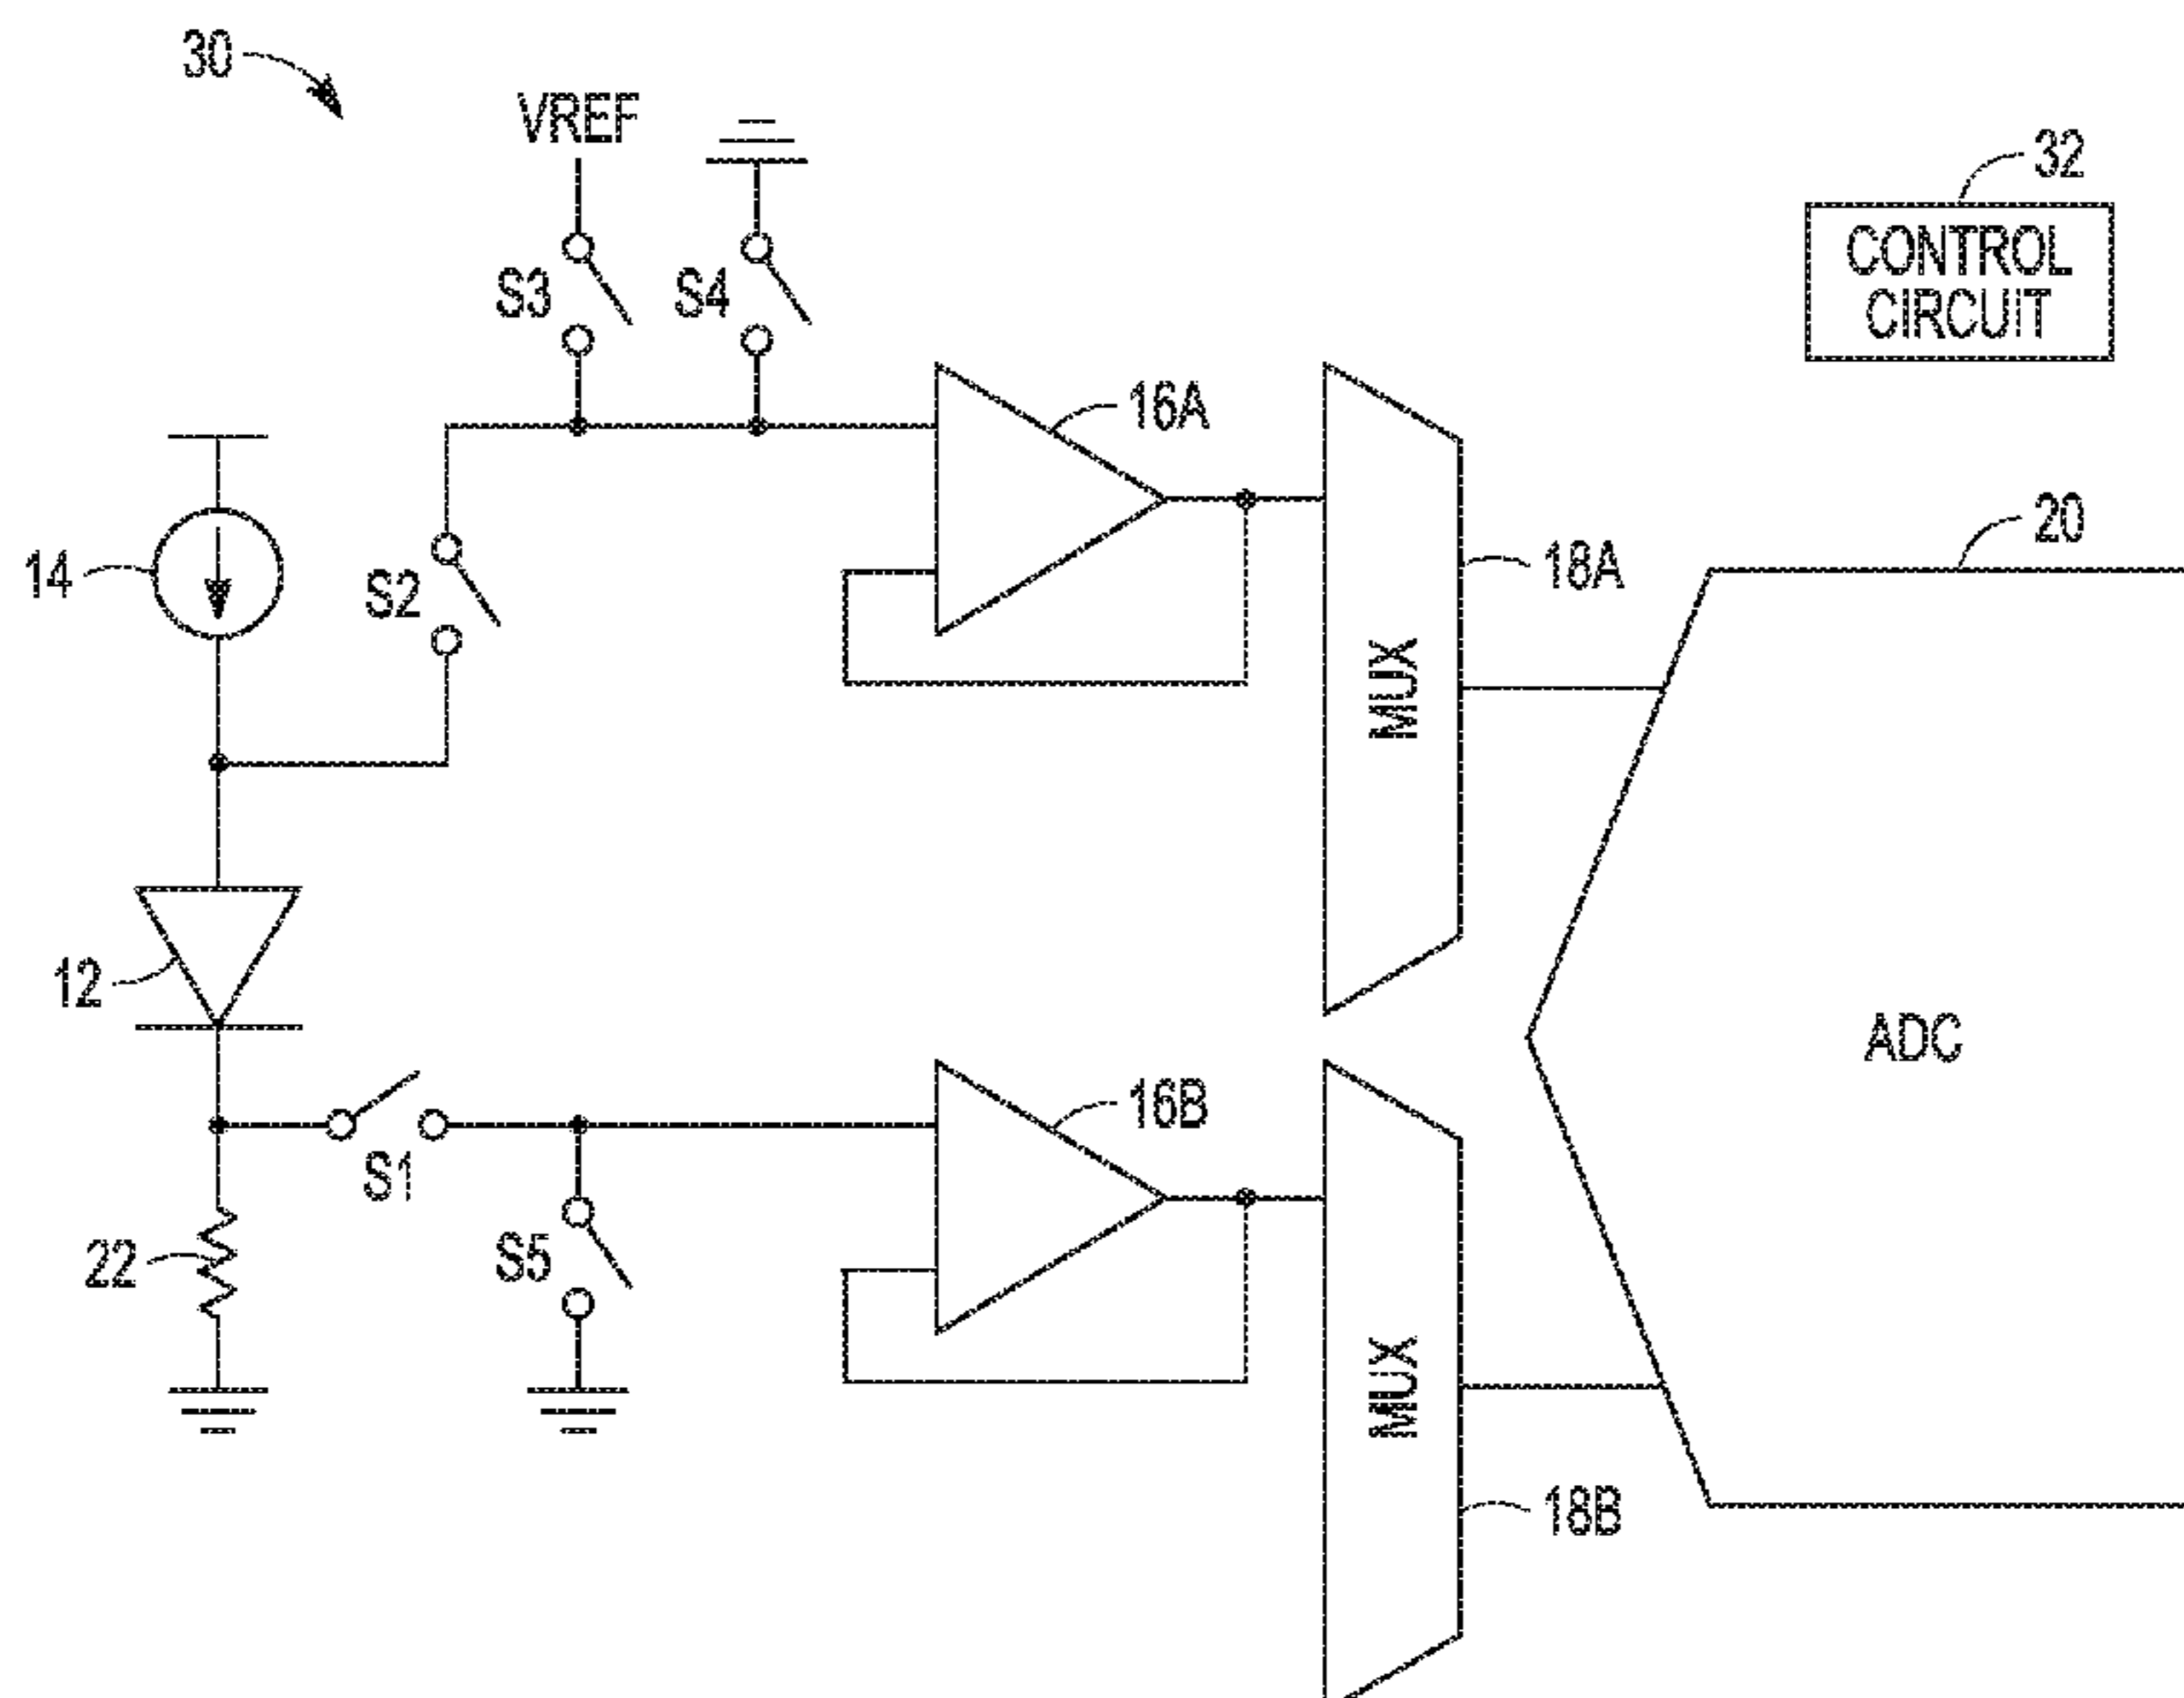 30
VREF
32
CONTROL
CIRCUIT
S3
S4
16A
20
14
S2
18A
MUX
12
ADC
16B
S1
22
S5
MUX
18B